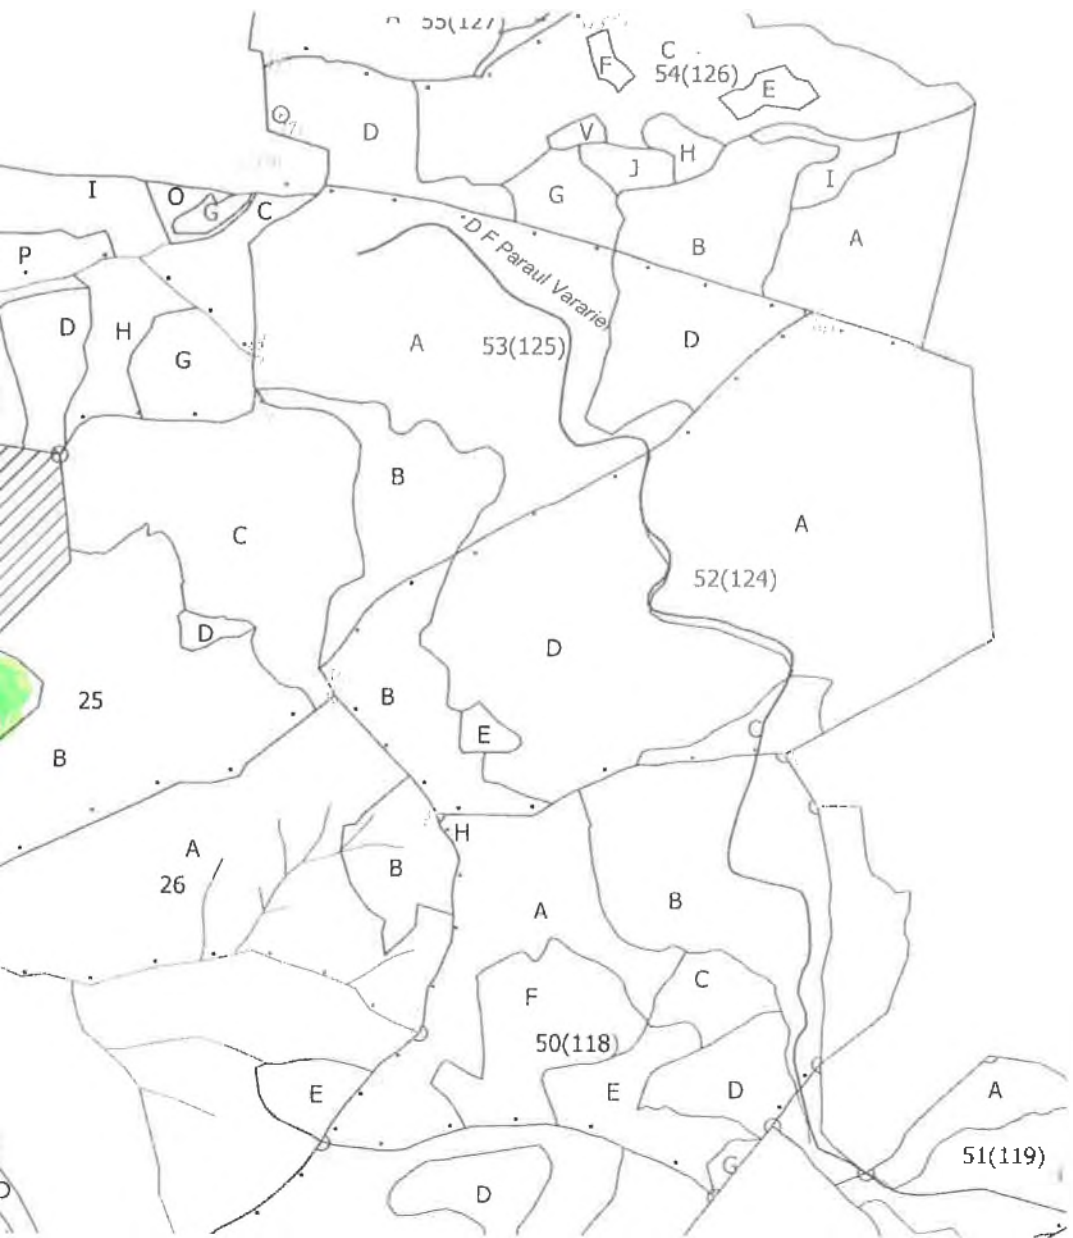 A 55(127)
C
54(126)
F
E
D
V
J
H
G
I
B
A
I
O
G
C
P
D F Paraul Varariei
D
H
G
A
53(125)
D
B
A
C
52(124)
D
D
25
B
B
E
C
H
A
26
B
A
B
C
F
50(118)
E
E
D
A
51(119)
G
D